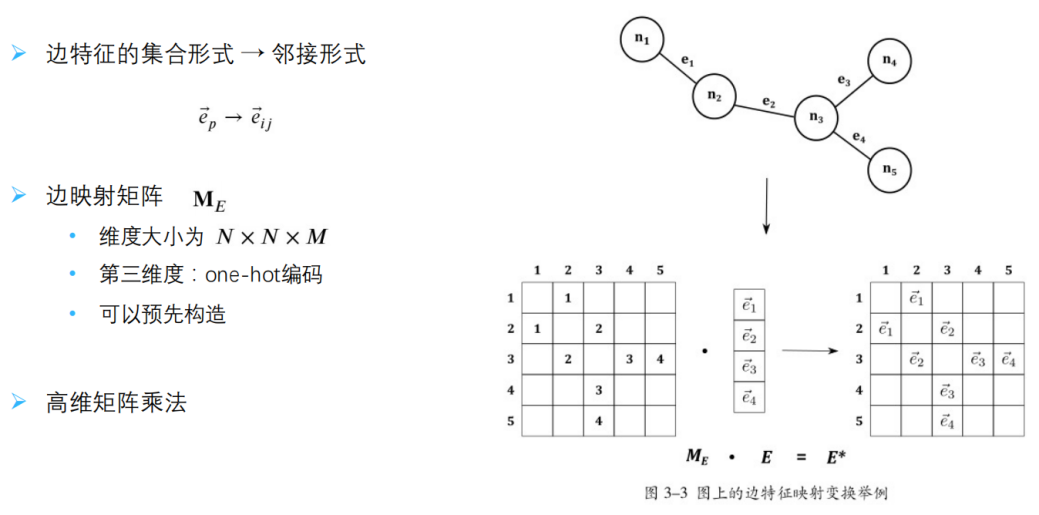 边特征的集合形式 → 邻接形式
e⃗p → e⃗ij
边映射矩阵 M_E
维度大小为 N × N × M
第三维度：one-hot编码
可以预先构造
高维矩阵乘法
n1
e1
n2
e2
n3
e3
n4
e4
n5
1 2 3 4 5
1 1
2 1 2
3 2 3 4
4 3
5 4
·
e⃗1
e⃗2
e⃗3
e⃗4
1 2 3 4 5
1 e⃗1
2 e⃗1 e⃗2
3 e⃗2 e⃗3 e⃗4
4 e⃗3
5 e⃗4
M_E · E = E*
图 3–3 图上的边特征映射变换举例